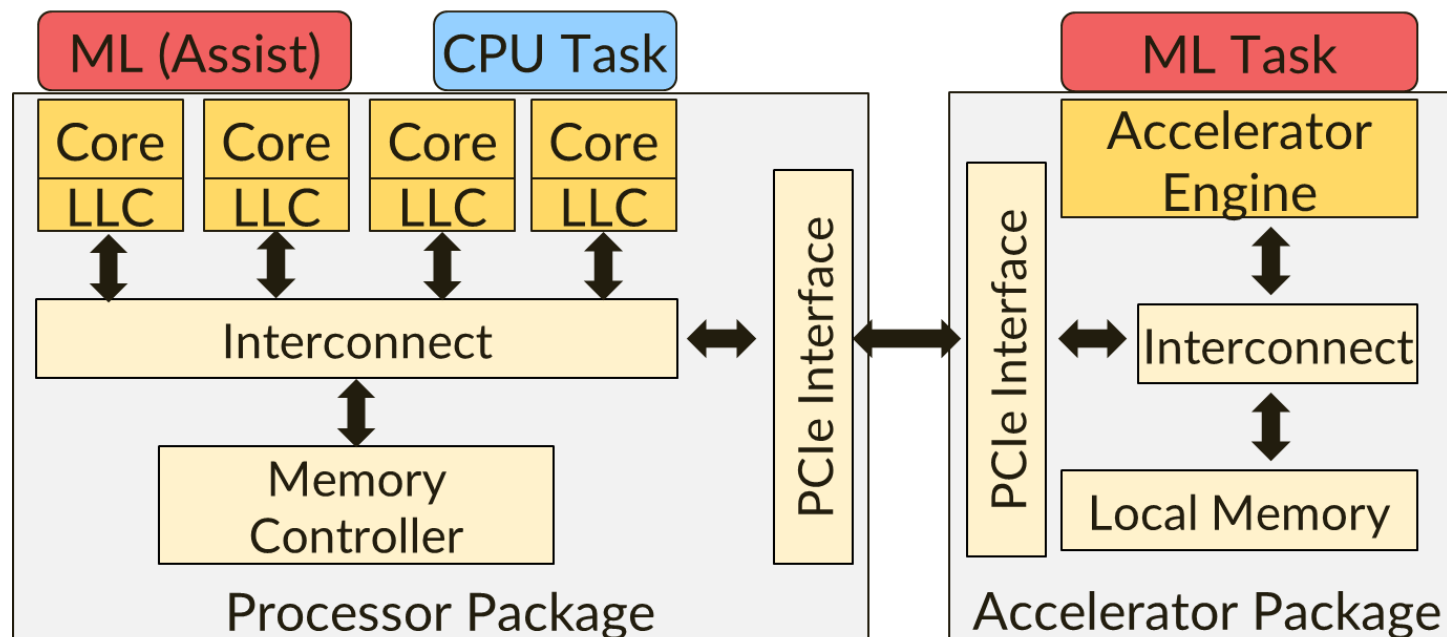 ML (Assist)
CPU Task
ML Task
Core
Core
Core
Core
LLC
LLC
LLC
LLC
Accelerator
Engine
Interconnect
PCIe Interface
PCIe Interface
Interconnect
Memory
Controller
Local Memory
Processor Package
Accelerator Package